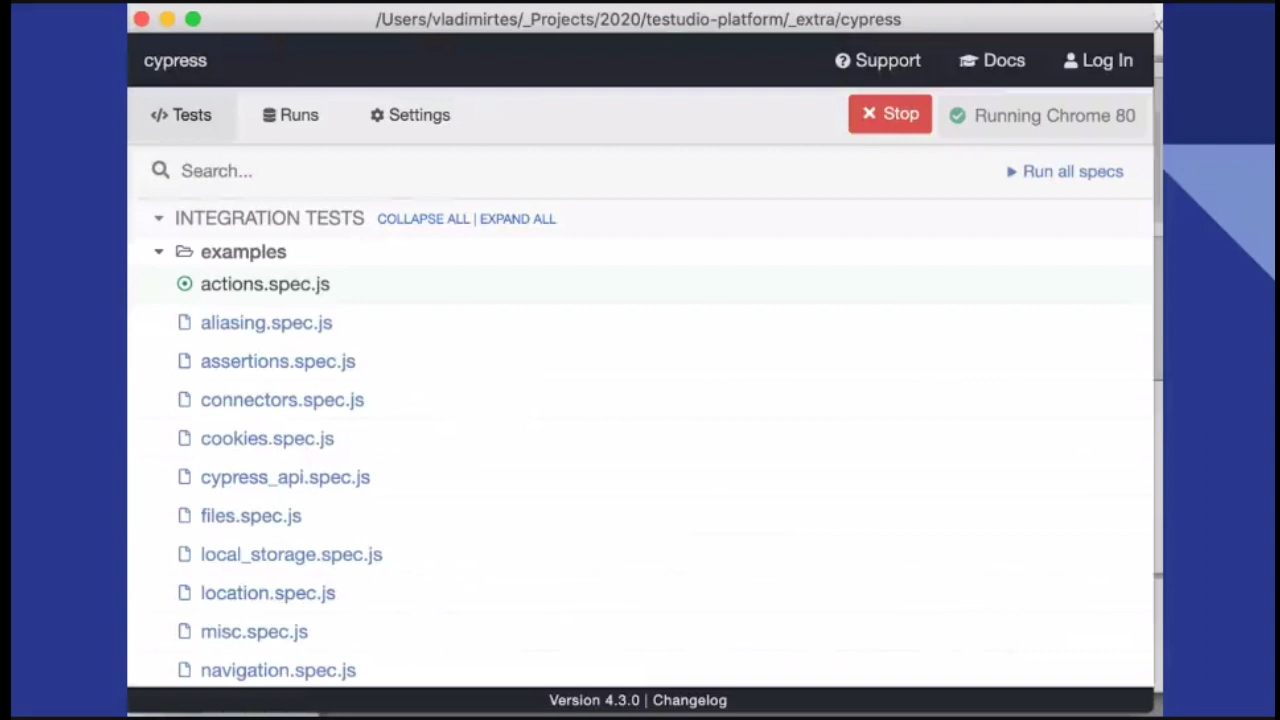 /Users/vladimirtes/_Projects/2020/testudio-platform/_extra/cypress
cypress Support Docs Log In
</> Tests Runs Settings Stop Running Chrome 80
Search... Run all specs
INTEGRATION TESTS COLLAPSE ALL | EXPAND ALL
examples
actions.spec.js
aliasing.spec.js
assertions.spec.js
connectors.spec.js
cookies.spec.js
cypress_api.spec.js
files.spec.js
local_storage.spec.js
location.spec.js
misc.spec.js
navigation.spec.js
Version 4.3.0 | Changelog